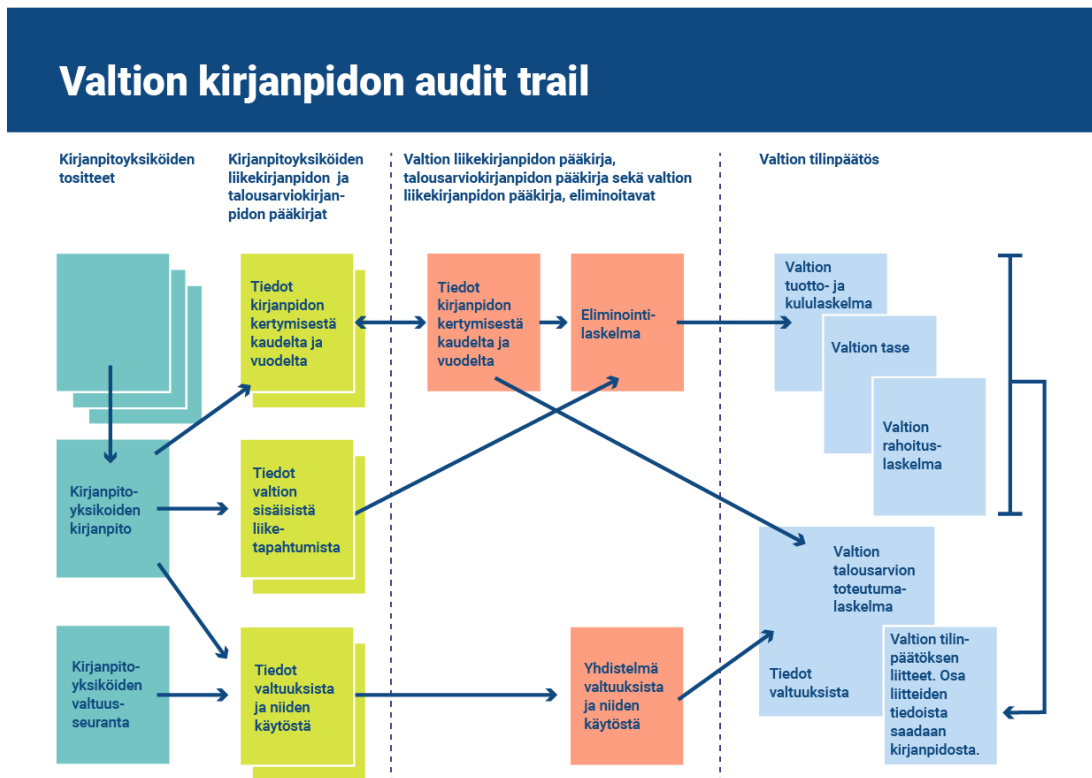 Valtion kirjanpidon audit trail
Kirjanpitoyksiköiden
tositteet
Kirjanpitoyksiköiden
liikekirjanpidon ja
talousarviokirjan-
pidon pääkirjat
Valtion liikekirjanpidon pääkirja,
talousarviokirjanpidon pääkirja sekä valtion
liikekirjanpidon pääkirja, eliminoitavat
Valtion tilinpäätös
Tiedot
kirjanpidon
kertymisestä
kaudelta ja
vuodelta
Tiedot
kirjanpidon
kertymisestä
kaudelta ja
vuodelta
Eliminointi-
laskelma
Valtion
tuotto- ja
kululaskelma
Valtion tase
Valtion
rahoitus-
laskelma
Kirjanpito-
yksikoiden
kirjanpito
Tiedot
valtion
sisäisistä
liike-
tapahtumista
Valtion
talousarvion
toteutuma-
laskelma
Kirjanpito-
yksiköiden
valtuus-
seuranta
Tiedot
valtuuksista
ja niiden
käytöstä
Yhdistelmä
valtuuksista
ja niiden
käytöstä
Tiedot
valtuuksista
Valtion tilin-
päätöksen
liitteet. Osa
liitteiden
tiedoista
saadaan
kirjanpidosta.